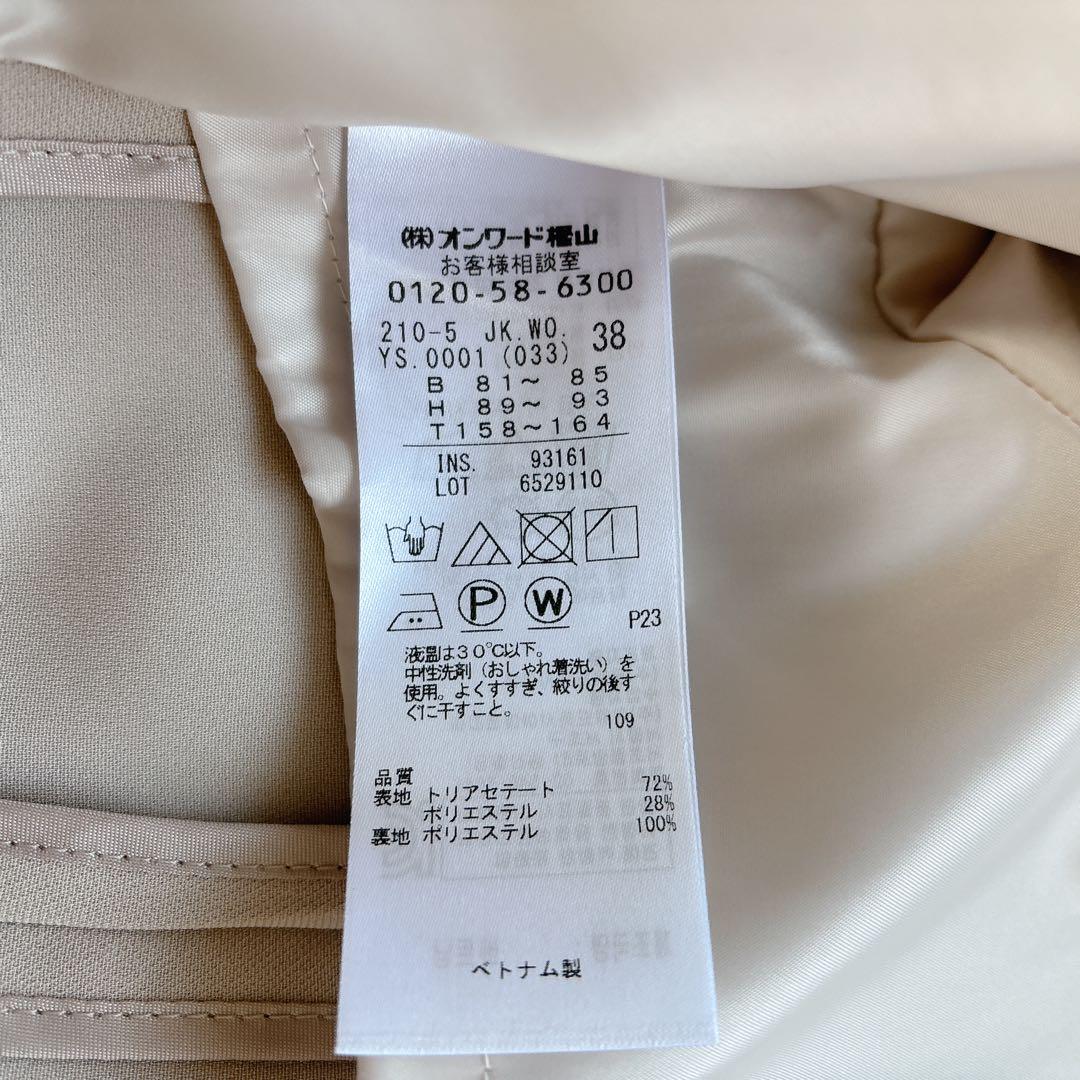 (株)オンワード樫山
お客様相談室
0120-58-6300
210-5 JK.WO. 38
YS.0001 (033)
B 81~ 85
H 89~ 93
T158~164
INS. 93161
LOT 6529110
P W
P23
液温は30℃以下。
中性洗剤(おしゃれ着洗い)を
使用。よくすすぎ、絞りの後す
ぐに干すこと。
109
品質
表地 トリアセテート 72%
ポリエステル 28%
裏地 ポリエステル 100%
ベトナム製